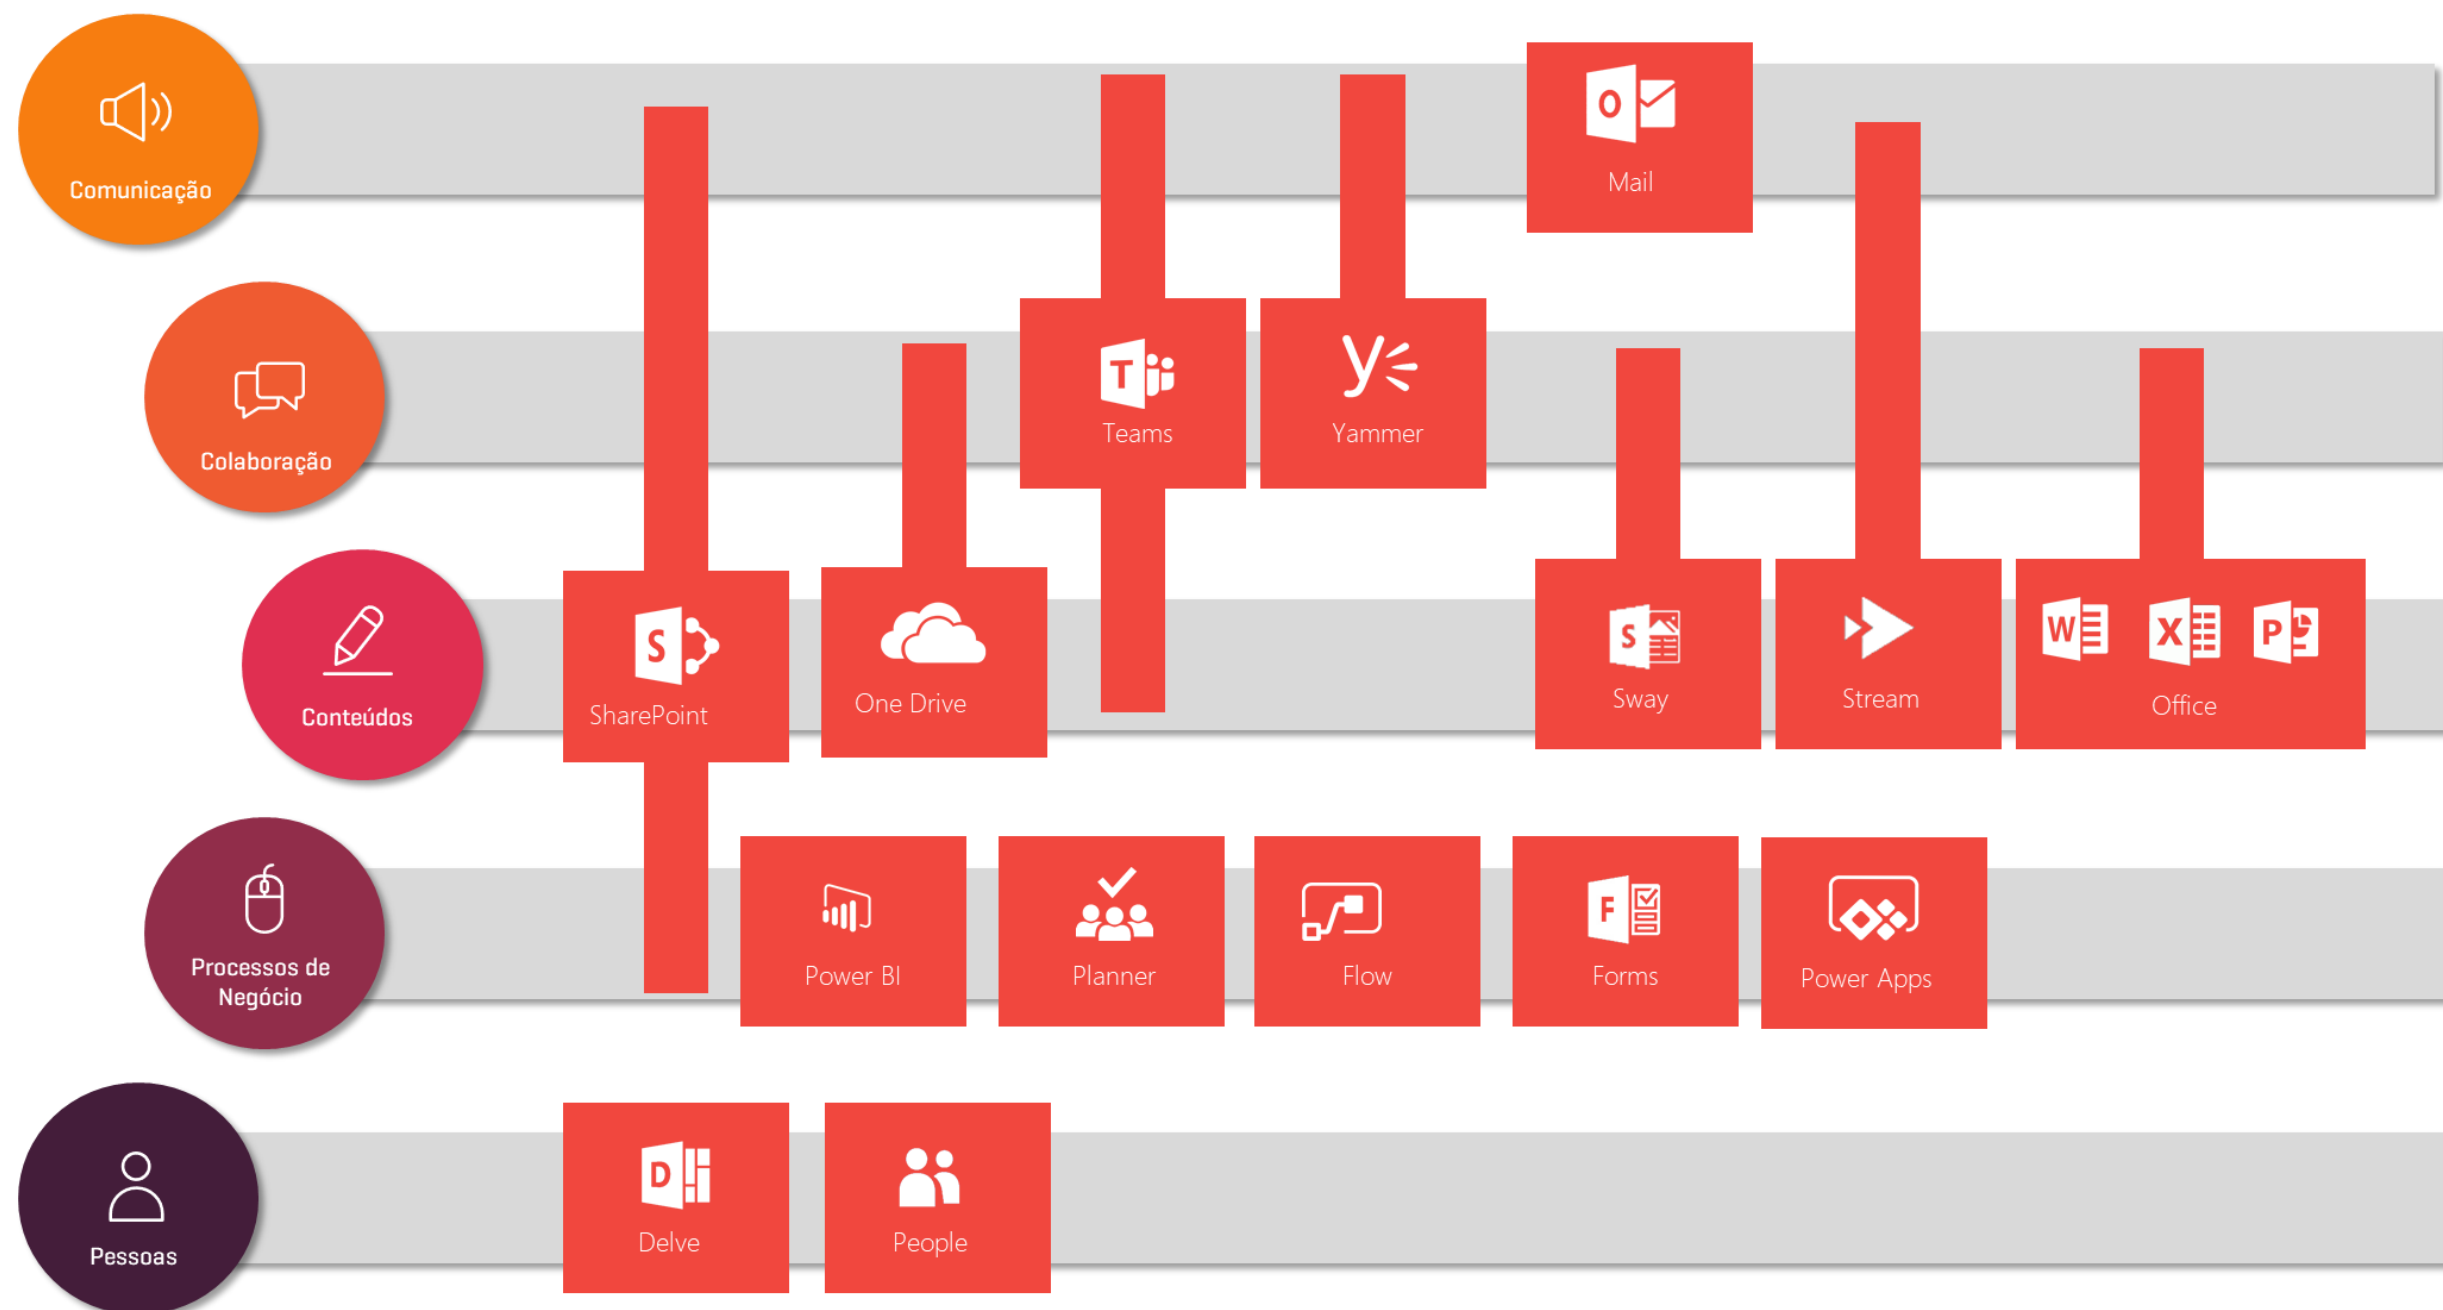 Comunicação
O
Mail
Colaboração
T
Teams
y
Yammer
Conteúdos
S
SharePoint
One Drive
S
Sway
Stream
W X P
Office
Processos de
Negócio
Power BI
Planner
Flow
F
Forms
Power Apps
Pessoas
D
Delve
People